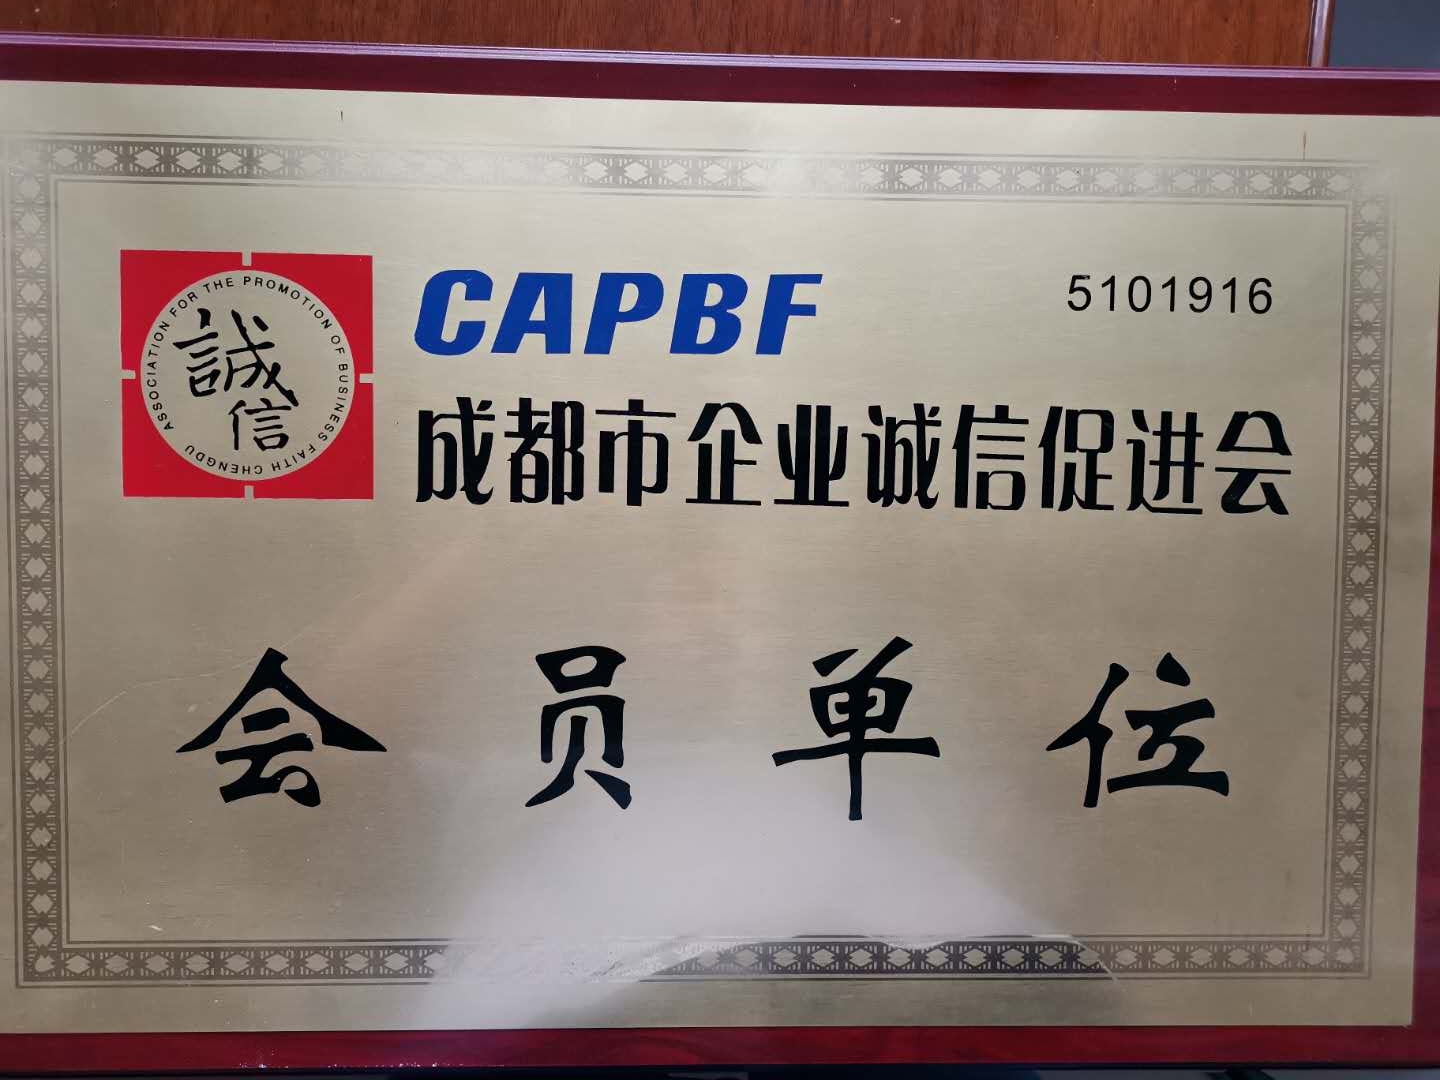 ASSOCIATION FOR THE PROMOTION OF BUSINESS FAITH CHENGDU
誠信
CAPBF
5101916
成都市企业诚信促进会
会员单位